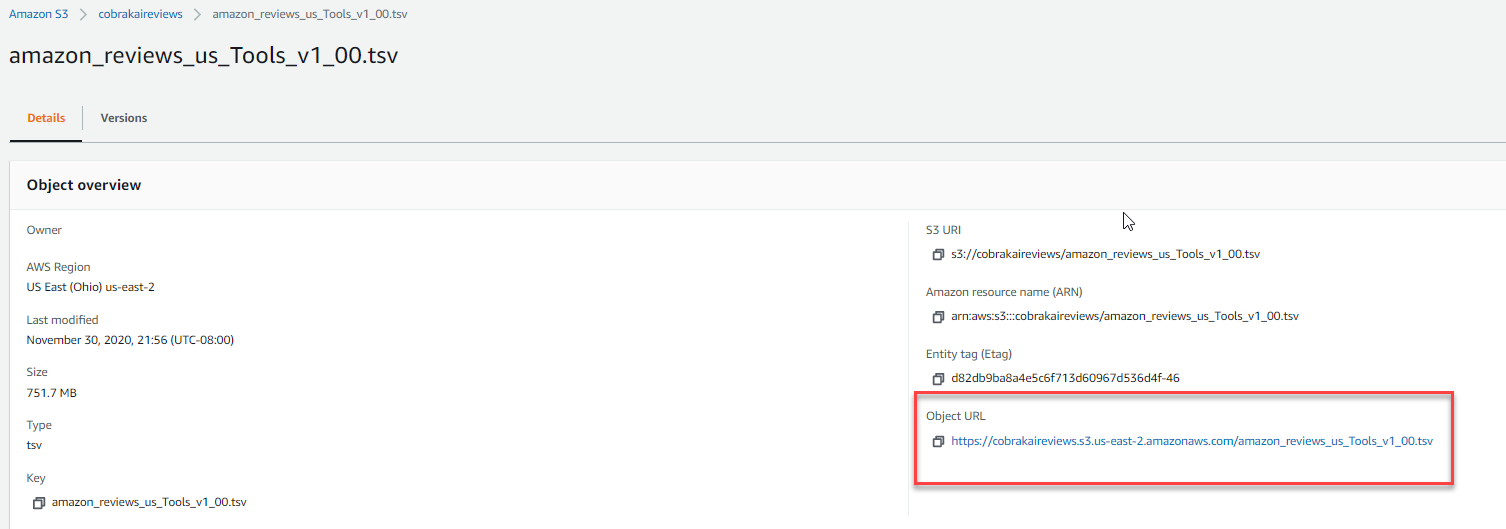 Amazon S3 > cobrakaireviews > amazon_reviews_us_Tools_v1_00.tsv
amazon_reviews_us_Tools_v1_00.tsv
Details Versions
Object overview
Owner
AWS Region
US East (Ohio) us-east-2
Last modified
November 30, 2020, 21:56 (UTC-08:00)
Size
751.7 MB
Type
tsv
Key
amazon_reviews_us_Tools_v1_00.tsv
S3 URI
s3://cobrakaireviews/amazon_reviews_us_Tools_v1_00.tsv
Amazon resource name (ARN)
arn:aws:s3:::cobrakaireviews/amazon_reviews_us_Tools_v1_00.tsv
Entity tag (Etag)
d82db9ba8a4e5c6f713d60967d536d4f-46
Object URL
https://cobrakaireviews.s3.us-east-2.amazonaws.com/amazon_reviews_us_Tools_v1_00.tsv